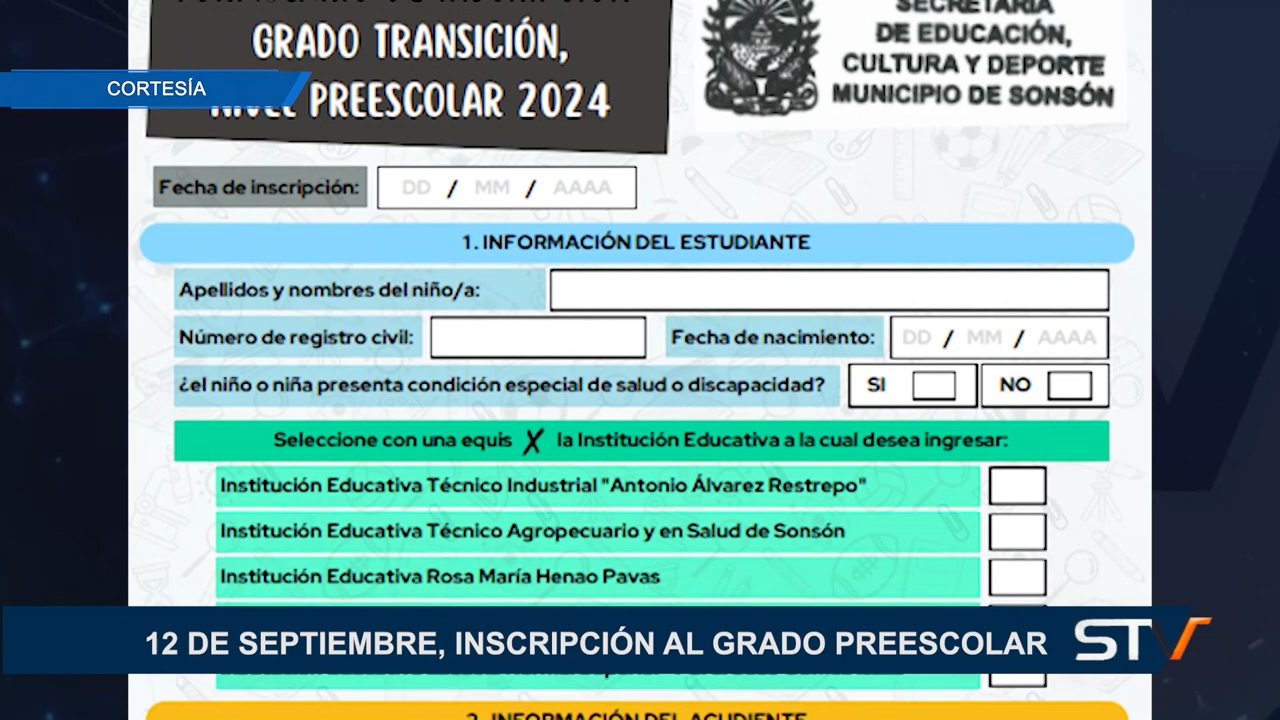 GRADO TRANSICIÓN,
NIVEL PREESCOLAR 2024
SECRETARÍA
DE EDUCACIÓN,
CULTURA Y DEPORTE
MUNICIPIO DE SONSÓN
CORTESÍA
Fecha de inscripción: DD / MM / AAAA
1. INFORMACIÓN DEL ESTUDIANTE
Apellidos y nombres del niño/a:
Número de registro civil: Fecha de nacimiento: DD / MM / AAAA
¿el niño o niña presenta condición especial de salud o discapacidad? SI NO
Seleccione con una equis X la Institución Educativa a la cual desea ingresar:
Institución Educativa Técnico Industrial "Antonio Álvarez Restrepo"
Institución Educativa Técnico Agropecuario y en Salud de Sonsón
Institución Educativa Rosa María Henao Pavas
12 DE SEPTIEMBRE, INSCRIPCIÓN AL GRADO PREESCOLAR STV
2. INFORMACIÓN DEL ACUDIENTE